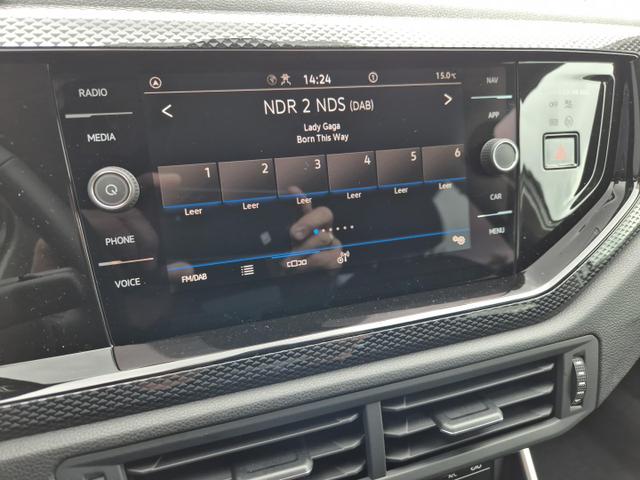 RADIO
MEDIA
PHONE
VOICE
14:24
1
15.0°C
NDR 2 NDS (DAB)
Lady Gaga
Born This Way
1 2 3 4 5 6
Leer Leer Leer Leer Leer Leer
FM/DAB
NAV
APP
CAR
MENU